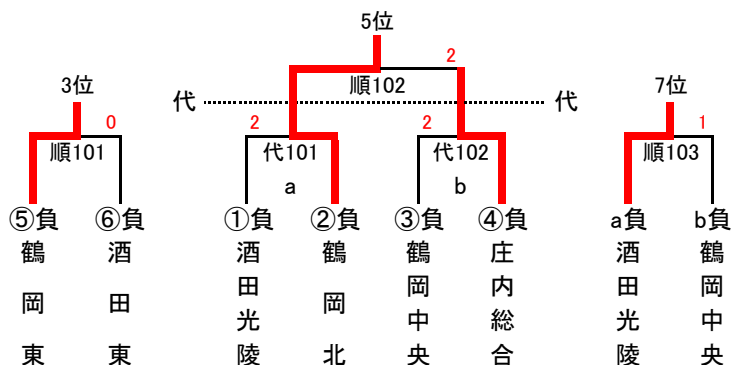 5位
2
順102
3位
7位
代
代
0
2
2
1
順101
代101
代102
順103
a
b
⑤負
⑥負
①負
②負
③負
④負
a負
b負
鶴岡東
酒田東
酒田光陵
鶴岡北
鶴岡中央
庄内総合
酒田光陵
鶴岡中央